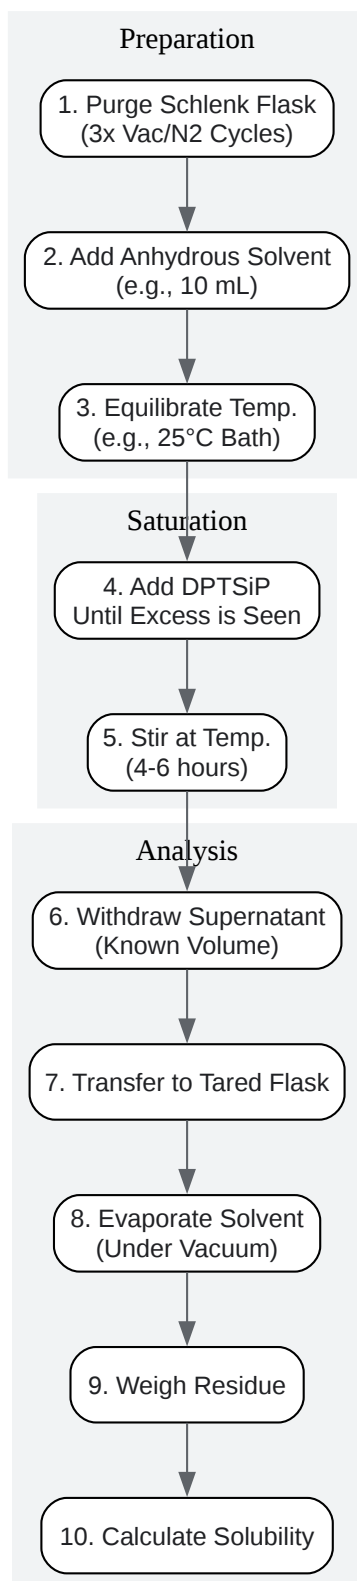 Preparation
1. Purge Schlenk Flask
(3x Vac/N2 Cycles)
2. Add Anhydrous Solvent
(e.g., 10 mL)
3. Equilibrate Temp.
(e.g., 25°C Bath)
Saturation
4. Add DPTSiP
Until Excess is Seen
5. Stir at Temp.
(4-6 hours)
Analysis
6. Withdraw Supernatant
(Known Volume)
7. Transfer to Tared Flask
8. Evaporate Solvent
(Under Vacuum)
9. Weigh Residue
10. Calculate Solubility